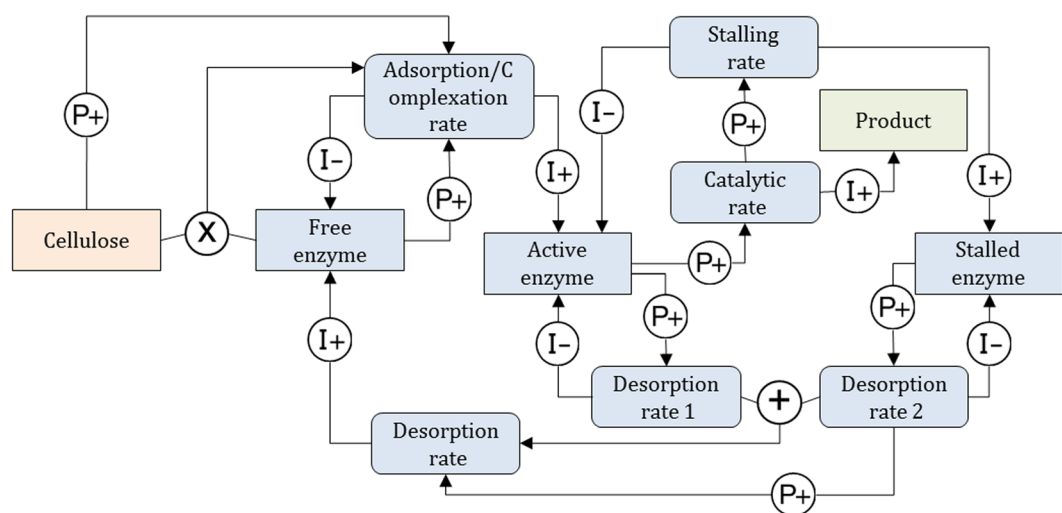 Stalling
rate
Adsorption/C
omplexation
rate
P+
I-
P+
Product
I-
P+
I+
Catalytic
rate
I+
I+
P+
Cellulose
X
Free
enzyme
Active
enzyme
P+
Stalled
enzyme
P+
P+
I+
I-
I-
Desorption
rate 1
+
Desorption
rate 2
Desorption
rate
P+